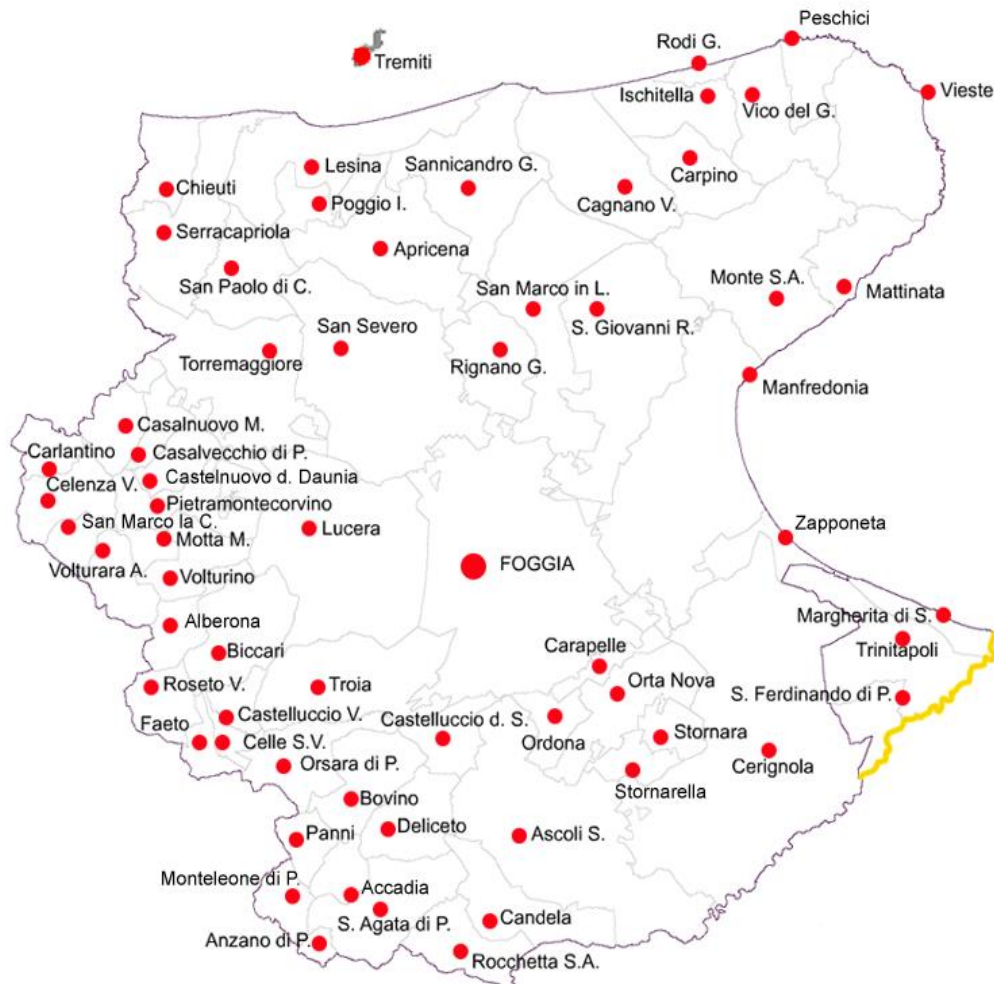 Peschici
Rodi G.
Tremiti
Ischitella
Vieste
Vico del G.
Lesina
Sannicandro G.
Carpino
Chieuti
Cagnano V.
Poggio I.
Serracapriola
Apricena
San Paolo di C.
Monte S.A.
Mattinata
San Marco in L.
San Severo
S. Giovanni R.
Torremaggiore
Rignano G.
Manfredonia
Casalnuovo M.
Carlantino
Casalvecchio di P.
Castelnuovo d. Daunia
Celenza V.
Pietramontecorvino
San Marco la C.
Lucera
Zapponeta
Motta M.
Volturara A.
FOGGIA
Volturino
Margherita di S.
Alberona
Trinitapoli
Carapelle
Biccari
Roseto V.
Troia
Orta Nova
S. Ferdinando di P.
Castelluccio V.
Castelluccio d. S.
Faeto
Ordona
Stornara
Celle S.V.
Cerignola
Orsara di P.
Stornarella
Bovino
Deliceto
Panni
Ascoli S.
Monteleone di P.
Accadia
S. Agata di P.
Candela
Anzano di P.
Rocchetta S.A.